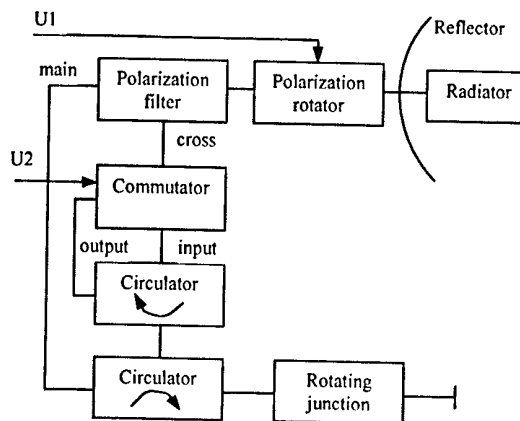 U1
Reflector
main
Polarization
filter
Polarization
rotator
Radiator
cross
U2
Commutator
output
input
Circulator
Circulator
Rotating
junction